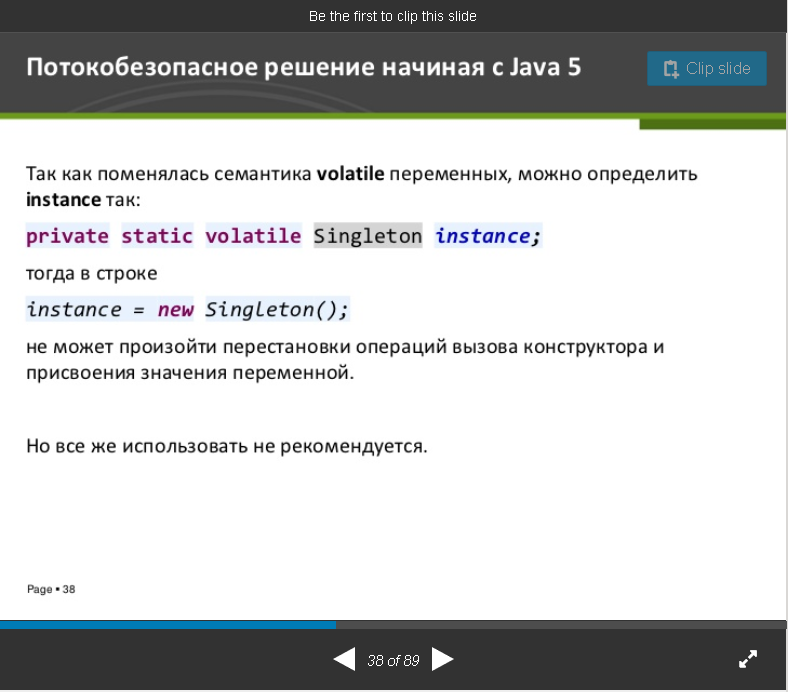 Be the first to clip this slide
Потокобезопасное решение начиная с Java 5
Clip slide
Так как поменялась семантика volatile переменных, можно определить
instance так:
private static volatile Singleton instance;
тогда в строке
instance = new Singleton();
не может произойти перестановки операций вызова конструктора и
присвоения значения переменной.
Но все же использовать не рекомендуется.
Page ▪ 38
38 of 89